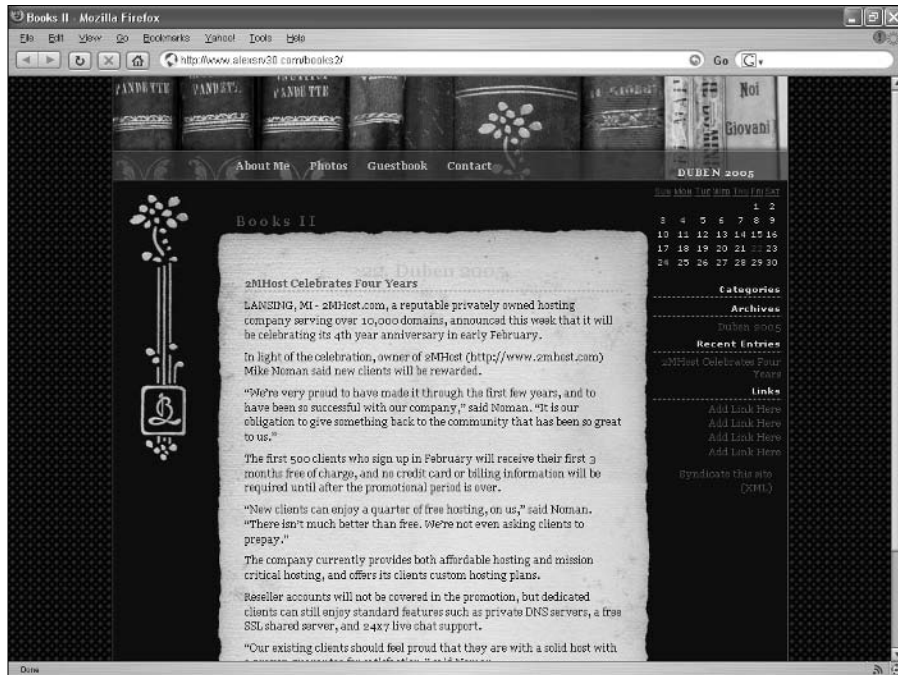 Books II - Mozilla Firefox
File Edit View Go Bookmarks Yahoo! Tools Help
http://www.alexsrv30.com/books2/
Go
G
VANDETTE
VANDETTE
Noi
Giovani
About Me Photos Guestbook Contact
DUBEN 2005
Sun Mon Tue Wed Thu Fri Sat
1 2
3 4 5 6 7 8 9
10 11 12 13 14 15 16
17 18 19 20 21 22 23
24 25 26 27 28 29 30
Books II
22. Duben 2005
2MHost Celebrates Four Years
LANSING, MI - 2MHost.com, a reputable privately owned hosting
company serving over 10,000 domains, announced this week that it will
be celebrating its 4th year anniversary in early February.
In light of the celebration, owner of 2MHost (http://www.2mhost.com)
Mike Noman said new clients will be rewarded.
“We’re very proud to have made it through the first few years, and to
have been so successful with our company,” said Noman. “It is our
obligation to give something back to the community that has been so great
to us.”
The first 500 clients who sign up in February will receive their first 3
months free of charge, and no credit card or billing information will be
required until after the promotional period is over.
“New clients can enjoy a quarter of free hosting, on us,” said Noman.
“There isn’t much better than free. We’re not even asking clients to
prepay.”
The company currently provides both affordable hosting and mission
critical hosting, and offers its clients custom hosting plans.
Reseller accounts will not be covered in the promotion, but dedicated
clients can still enjoy standard features such as private DNS servers, a free
SSL shared server, and 24x7 live chat support.
“Our existing clients should feel proud that they are with a solid host with
Categories
Archives
Duben 2005
Recent Entries
2MHost Celebrates Four
Years
Links
Add Link Here
Add Link Here
Add Link Here
Add Link Here
Syndicate this site
(XML)
Done